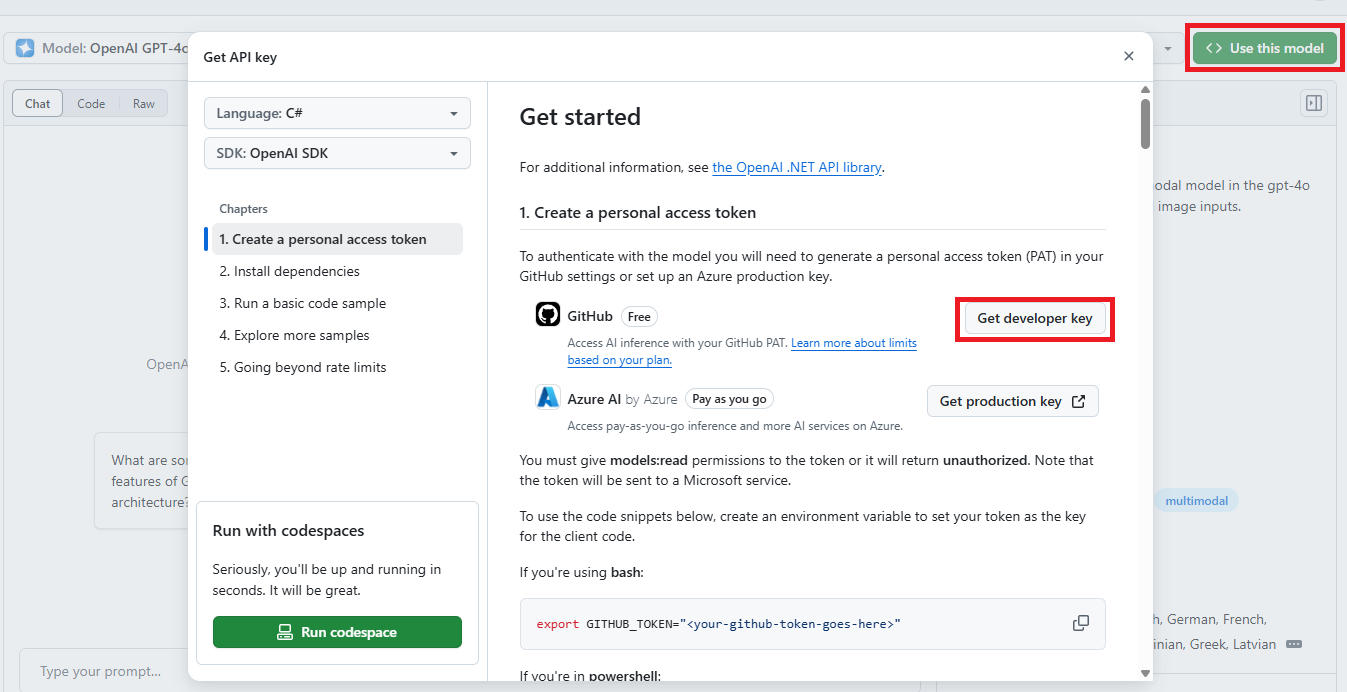 Model: OpenAI GPT-4o
Use this model
Chat
Code
Raw
Get API key
Language: C#
SDK: OpenAI SDK
Chapters
1. Create a personal access token
2. Install dependencies
3. Run a basic code sample
4. Explore more samples
5. Going beyond rate limits
Run with codespaces
Seriously, you'll be up and running in
seconds. It will be great.
Run codespace
Get started
For additional information, see the OpenAI .NET API library.
1. Create a personal access token
To authenticate with the model you will need to generate a personal access token (PAT) in your
GitHub settings or set up an Azure production key.
GitHub Free
Get developer key
Access AI inference with your GitHub PAT. Learn more about limits
based on your plan.
Azure AI by Azure Pay as you go
Get production key
Access pay-as-you-go inference and more AI services on Azure.
You must give models:read permissions to the token or it will return unauthorized. Note that
the token will be sent to a Microsoft service.
To use the code snippets below, create an environment variable to set your token as the key
for the client code.
If you're using bash:
export GITHUB_TOKEN="<your-github-token-goes-here>"
If you're in powershell:
OpenA
What are so
features of G
architecture?
Type your prompt...
odal model in the gpt-4o
image inputs.
multimodal
h, German, French,
inian, Greek, Latvian